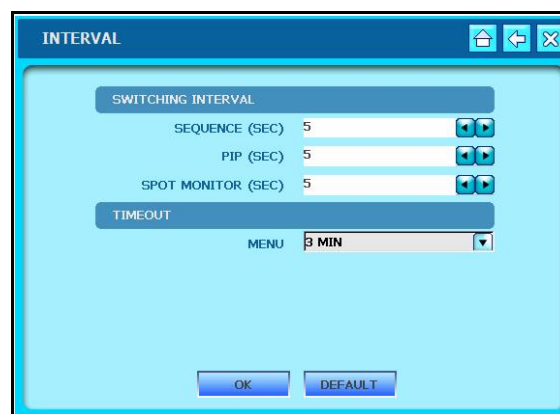 INTERVAL
SWITCHING INTERVAL
SEQUENCE (SEC) 5
PIP (SEC) 5
SPOT MONITOR (SEC) 5
TIMEOUT
MENU 3 MIN
OK DEFAULT